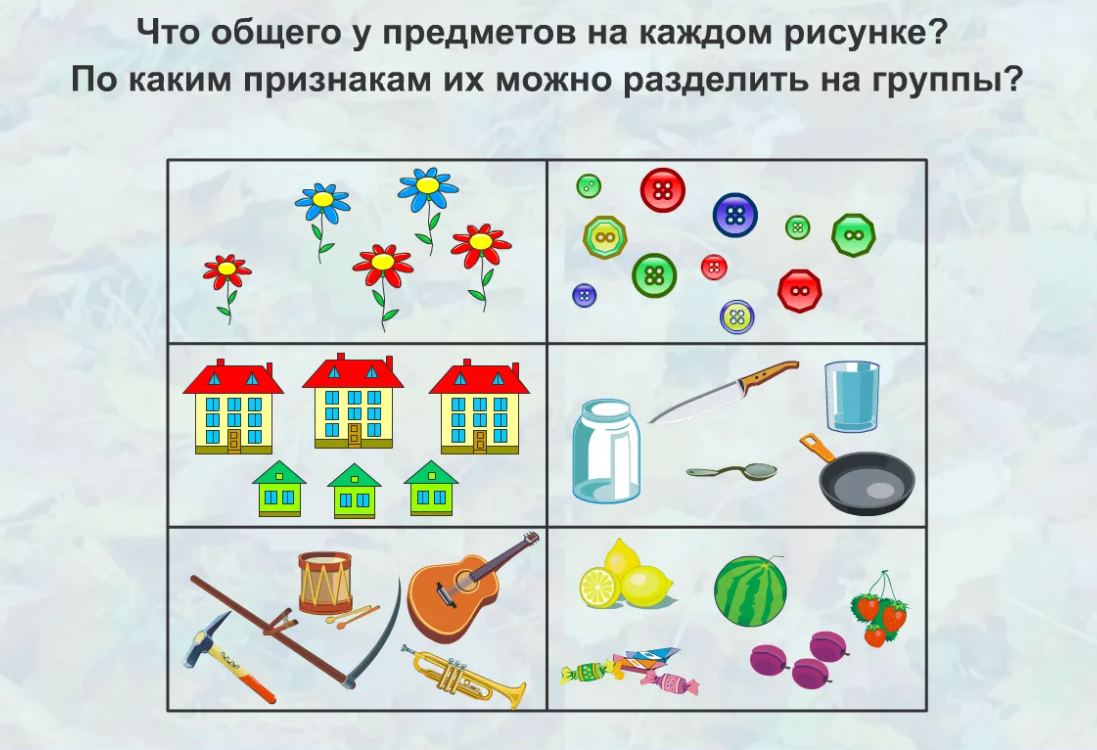 Что общего у предметов на каждом рисунке?
По каким признакам их можно разделить на группы?